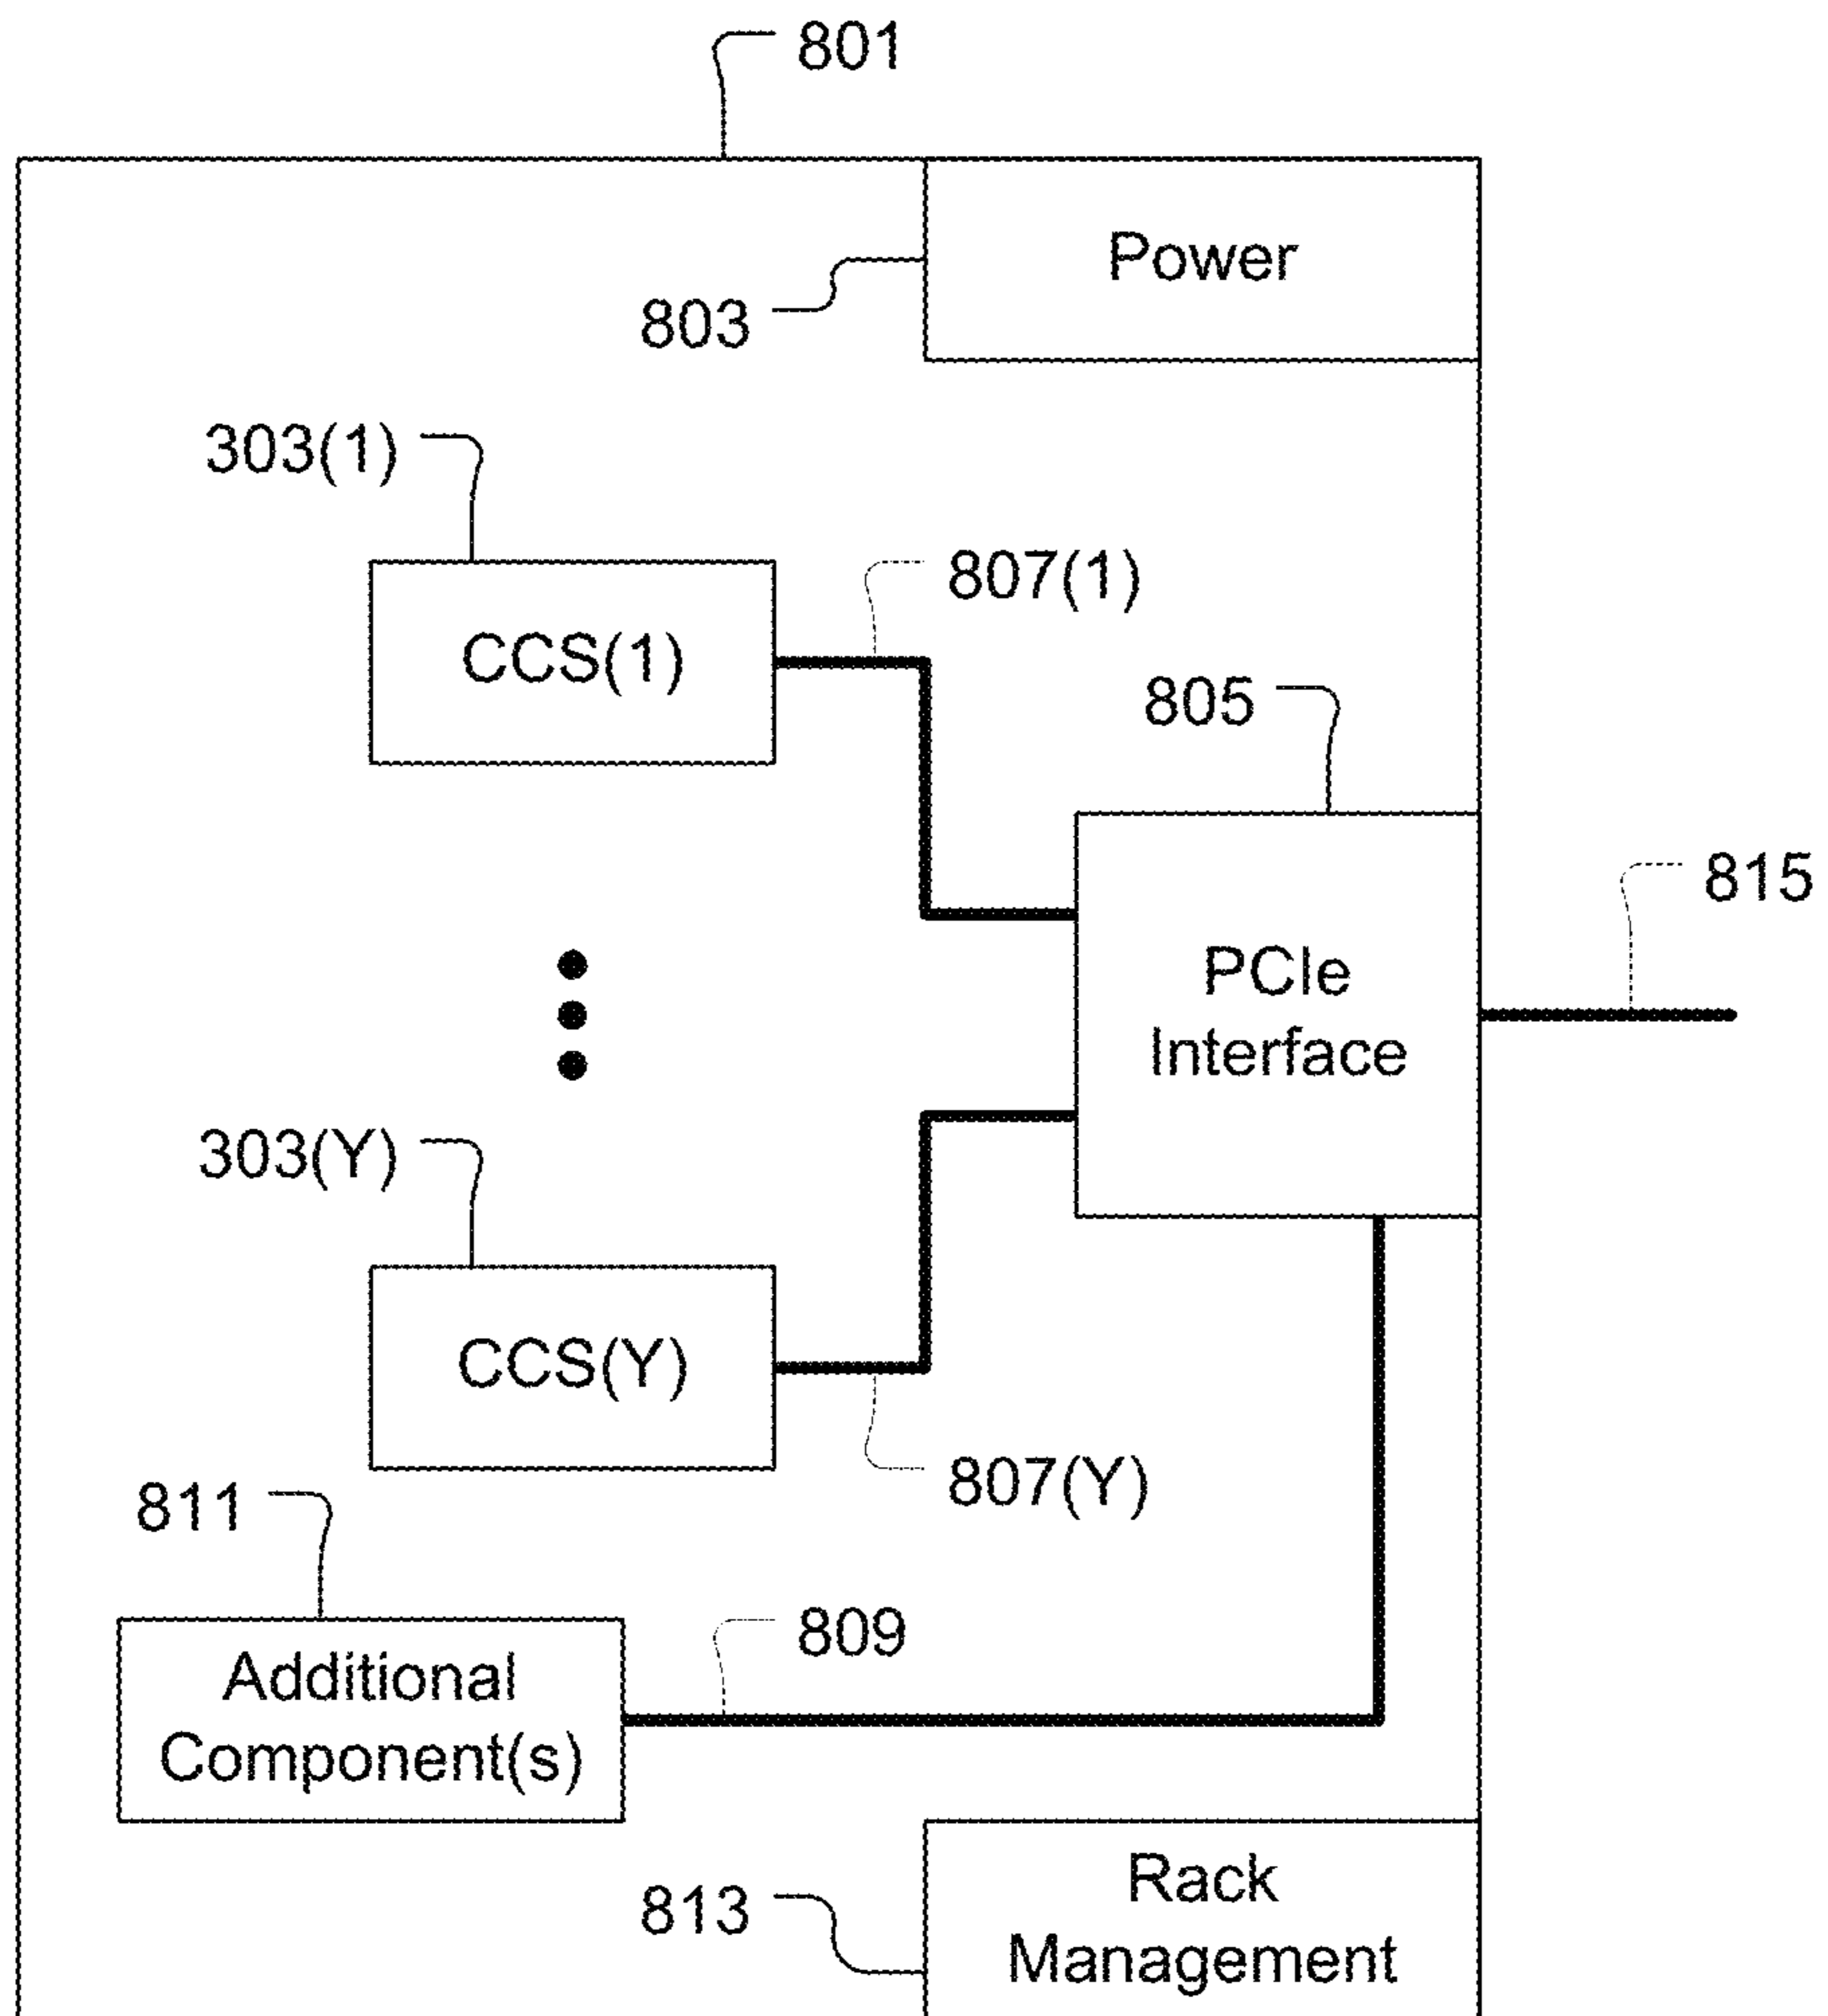 801
Power
803
303(1)
807(1)
CCS(1)
805
815
PCIe
Interface
303(Y)
CCS(Y)
807(Y)
811
809
Additional
Component(s)
Rack
813
Management